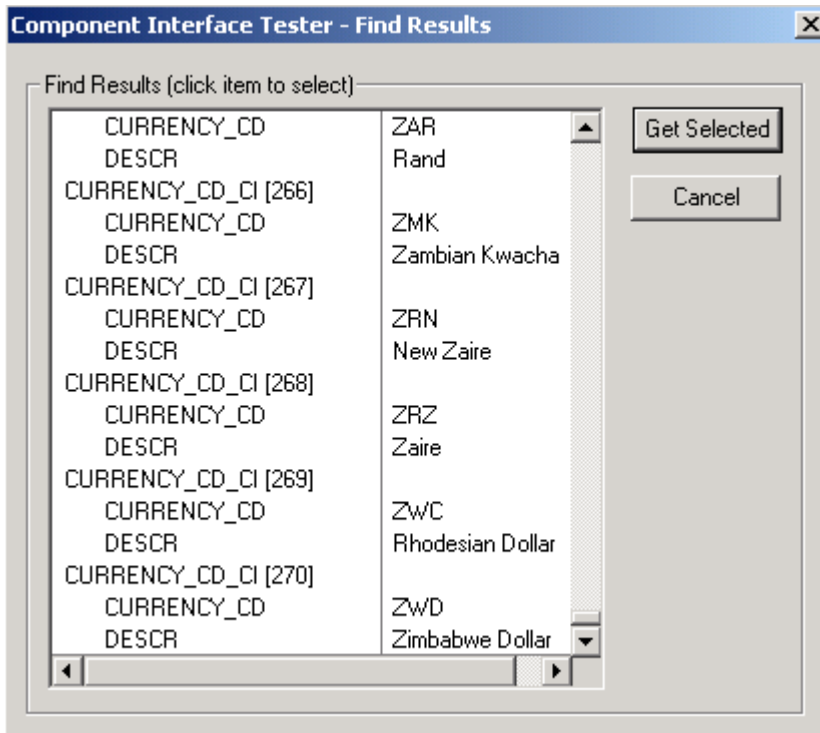 Component Interface Tester - Find Results
Find Results (click item to select)
CURRENCY_CD ZAR
DESCR Rand
CURRENCY_CD_CI [266]
CURRENCY_CD ZMK
DESCR Zambian Kwacha
CURRENCY_CD_CI [267]
CURRENCY_CD ZRN
DESCR New Zaire
CURRENCY_CD_CI [268]
CURRENCY_CD ZRZ
DESCR Zaire
CURRENCY_CD_CI [269]
CURRENCY_CD ZWC
DESCR Rhodesian Dollar
CURRENCY_CD_CI [270]
CURRENCY_CD ZWD
DESCR Zimbabwe Dollar
Get Selected
Cancel